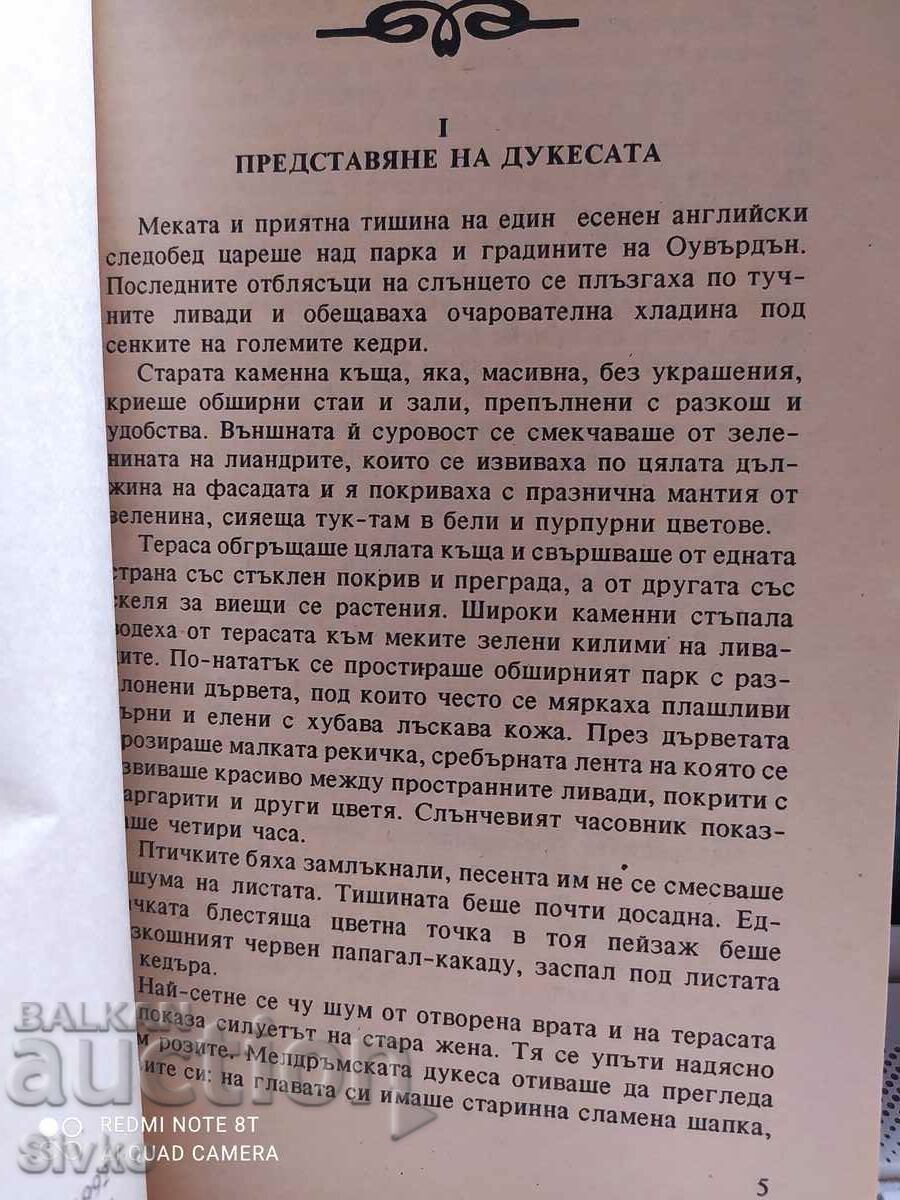 I
ПРЕДСТАВЯНЕ НА ДУКЕСАТА
Меката и приятна тишина на един есенен английски
следобед цареше над парка и градините на Оувърдън.
Последните отблясъци на слънцето се плъзгаха по туч-
ните ливади и обещаваха очарователна хладина под
сенките на големите кедри.
Старата каменна къща, яка, масивна, без украшения,
криеше обширни стаи и зали, препълнени с разкош и
удобства. Външната й суровост се смекчаваше от зеле-
нината на лиандрите, които се извиваха по цялата дъл-
жина на фасадата и я покриваха с празнична мантия от
зеленина, сияеща тук-там в бели и пурпурни цветове.
Тераса обгръщаше цялата къща и свършваше от едната
страна със стъклен покрив и преграда, а от другата със
скеля за виещи се растения. Широки каменни стъпала
водеха от терасата към меките зелени килими на лива-
ите. По-нататък се простираше обширният парк с раз-
лонени дървета, под които често се мяркаха плашливи
ърни и елени с хубава лъскава кожа. През дърветата
розираше малката рекичка, сребърната лента на която се
звиваше красиво между пространните ливади, покрити с
аргарити и други цветя. Слънчевият часовник показ-
аше четири часа.
Птичките бяха замлъкнали, песента им не се смесваше
шума на листата. Тишината беше почти досадна. Ед-
чката блестяща цветна точка в тоя пейзаж беше
зкошният червен папагал-какаду, заспал под листата
кедъра.
Най-сетне се чу шум от отворена врата и на терасата
показа силуетът на стара жена. Тя се упъти надясно
м розите. Мелдръмската дукеса отиваше да прегледа
ите си: на главата си имаше старинна сламена шапка,
5
BALKAN
auction
REDMI NOTE 8T
AI QUAD CAMERA
Sivko